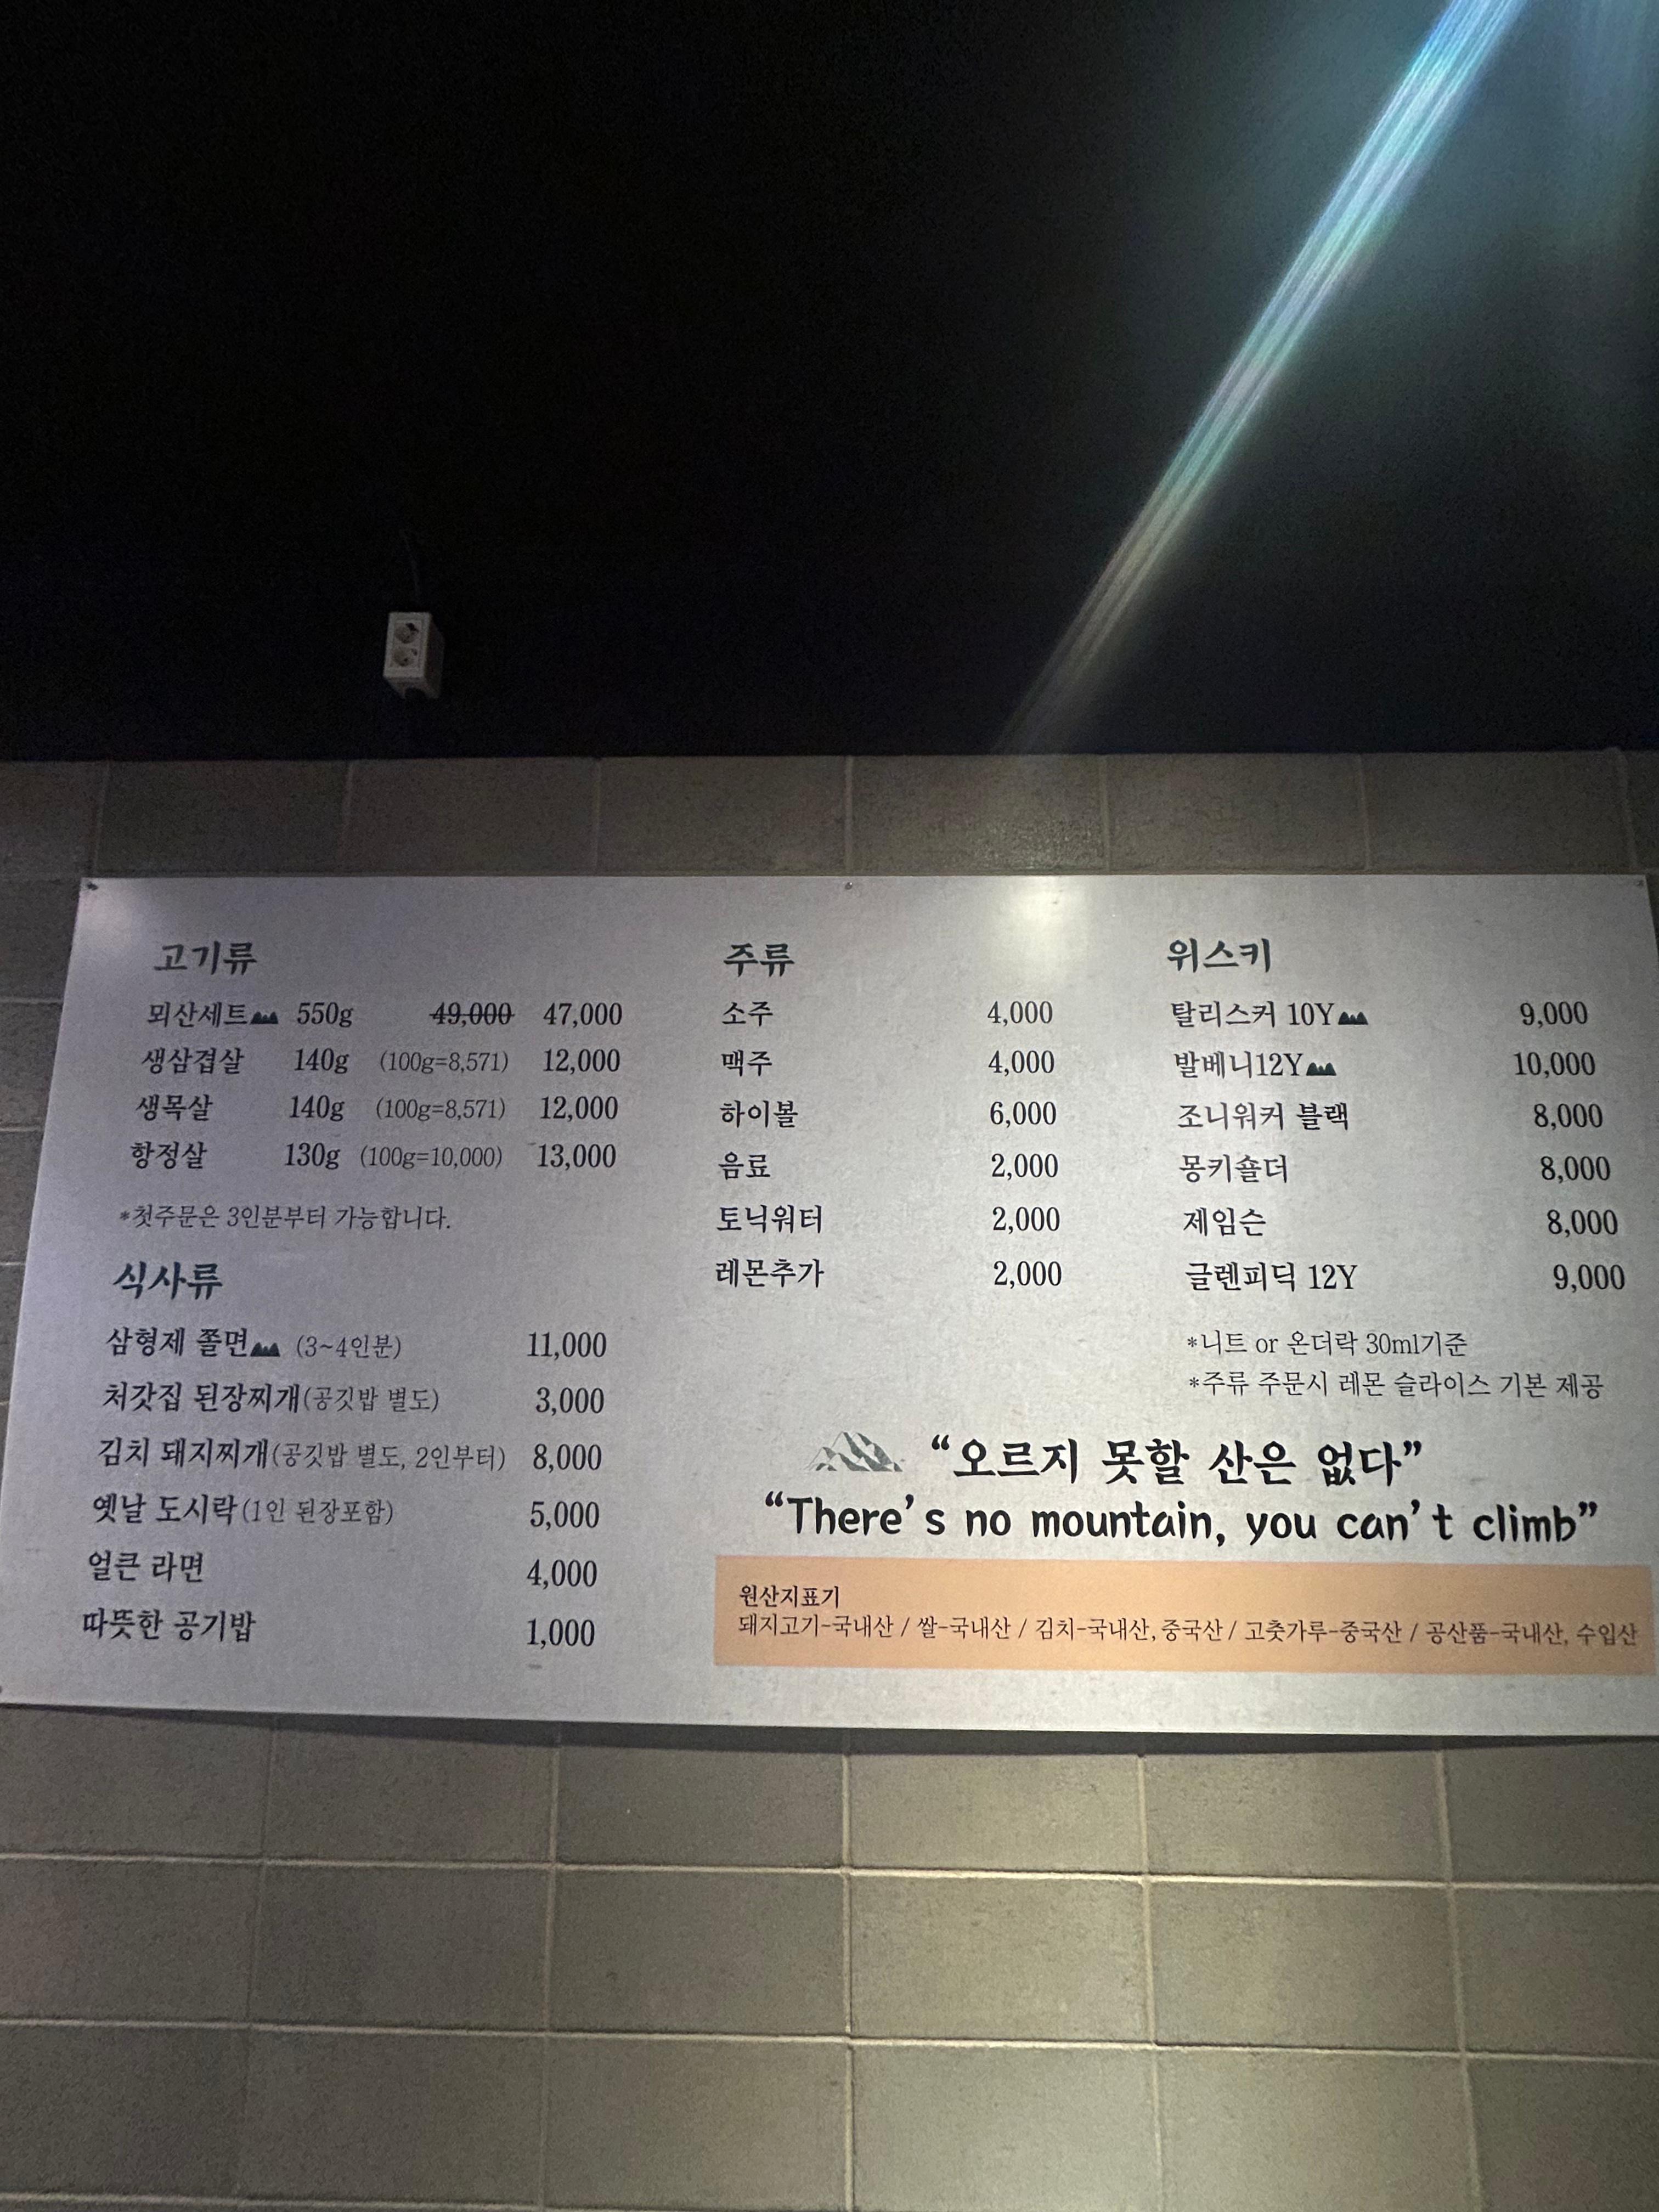 고기류
뫼산세트 550g 49,000 47,000
생삼겹살 140g (100g=8,571) 12,000
생목살 140g (100g=8,571) 12,000
항정살 130g (100g=10,000) 13,000
*첫주문은 3인분부터 가능합니다.
식사류
삼형제 쫄면 (3~4인분) 11,000
처갓집 된장찌개(공깃밥 별도) 3,000
김치 돼지찌개(공깃밥 별도, 2인부터) 8,000
옛날 도시락(1인 된장포함) 5,000
얼큰 라면 4,000
따뜻한 공기밥 1,000
주류
소주 4,000
맥주 4,000
하이볼 6,000
음료 2,000
토닉워터 2,000
레몬추가 2,000
위스키
탈리스커 10Y 9,000
발베니12Y 10,000
조니워커 블랙 8,000
몽키숄더 8,000
제임슨 8,000
글렌피딕 12Y 9,000
*니트 or 온더락 30ml기준
*주류 주문시 레몬 슬라이스 기본 제공
“오르지 못할 산은 없다”
“There’s no mountain, you can’t climb”
원산지표기
돼지고기-국내산 / 쌀-국내산 / 김치-국내산, 중국산 / 고춧가루-중국산 / 공산품-국내산, 수입산